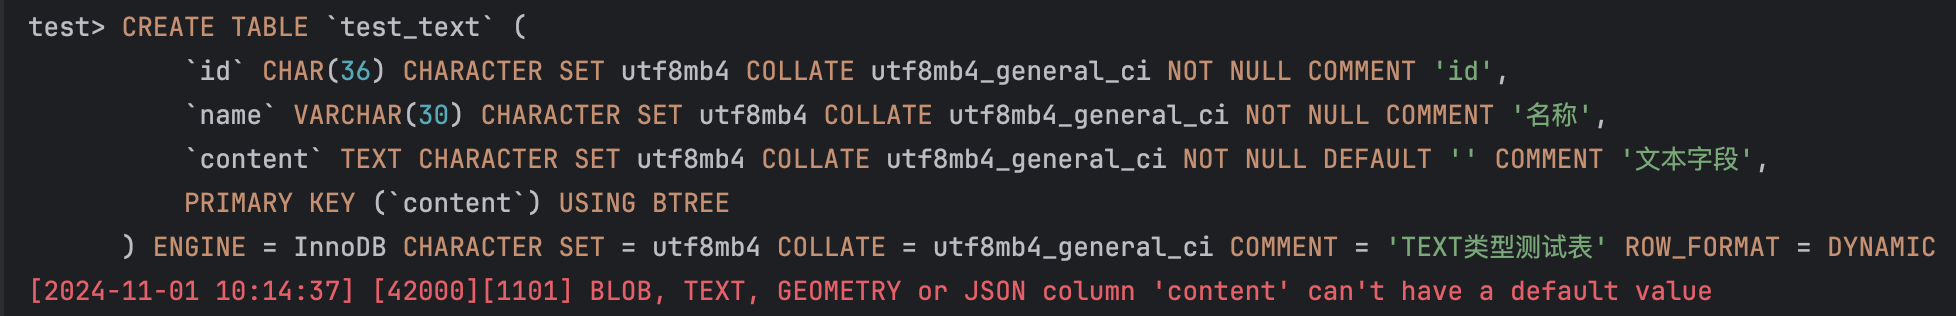 test> CREATE TABLE `test_text` (
`id` CHAR(36) CHARACTER SET utf8mb4 COLLATE utf8mb4_general_ci NOT NULL COMMENT 'id',
`name` VARCHAR(30) CHARACTER SET utf8mb4 COLLATE utf8mb4_general_ci NOT NULL COMMENT '名称',
`content` TEXT CHARACTER SET utf8mb4 COLLATE utf8mb4_general_ci NOT NULL DEFAULT '' COMMENT '文本字段',
PRIMARY KEY (`content`) USING BTREE
) ENGINE = InnoDB CHARACTER SET = utf8mb4 COLLATE = utf8mb4_general_ci COMMENT = 'TEXT类型测试表' ROW_FORMAT = DYNAMIC
[2024-11-01 10:14:37] [42000][1101] BLOB, TEXT, GEOMETRY or JSON column 'content' can't have a default value